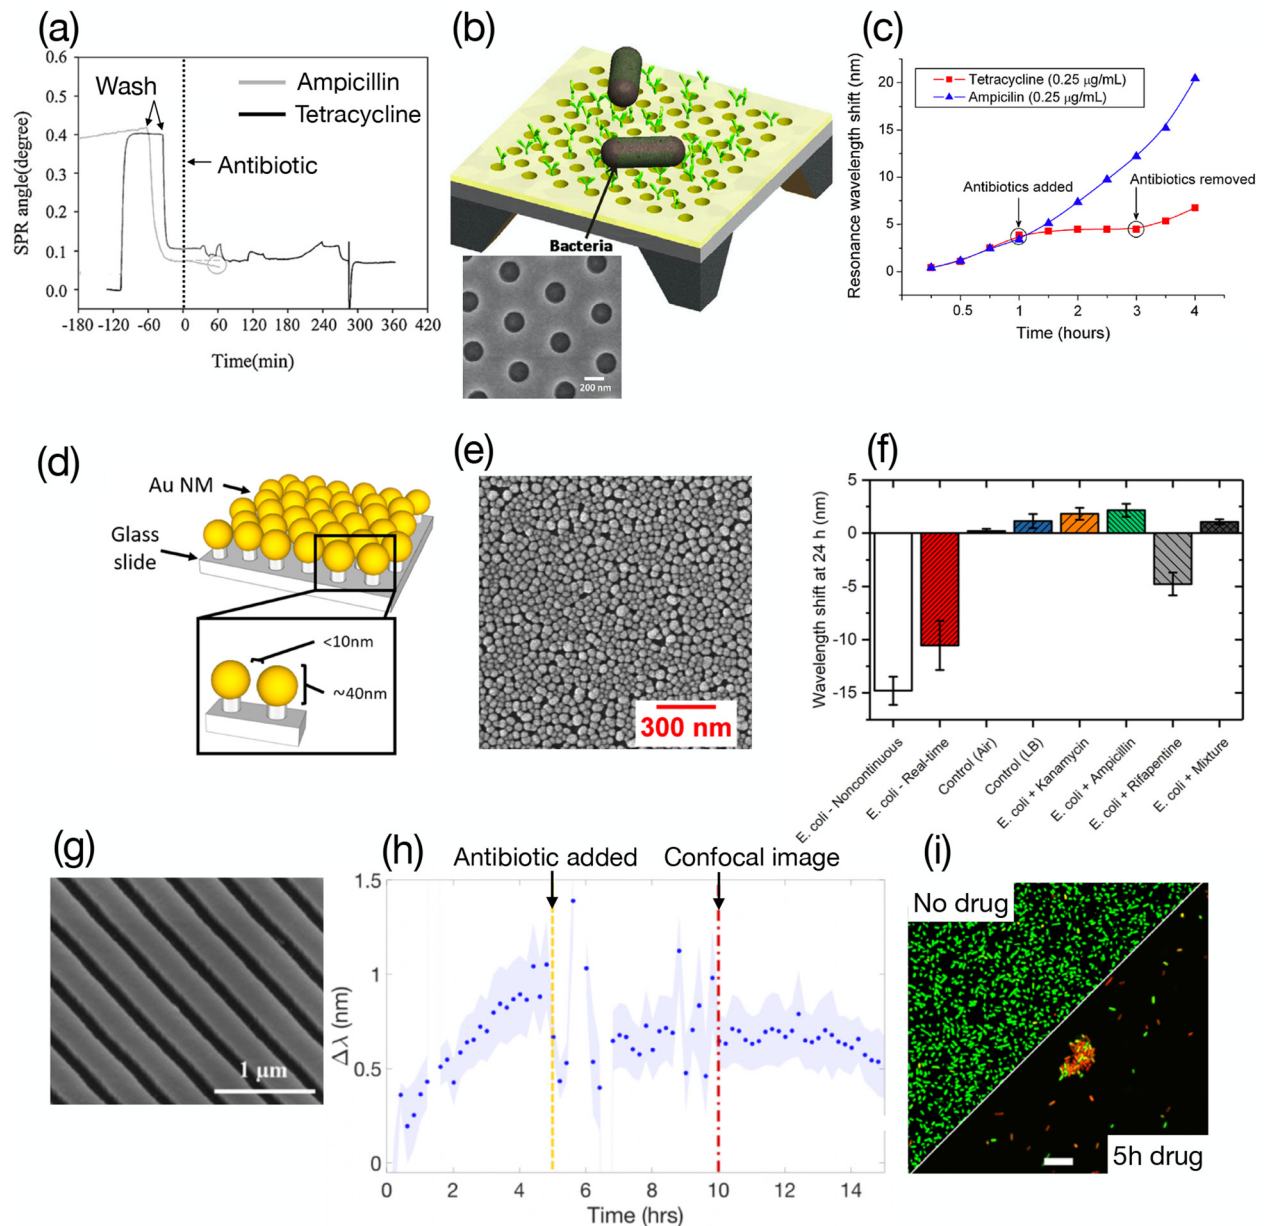 (a)
0.6
0.5
0.4
0.3
0.2
0.1
0.0
SPR angle(degree)
Wash
Ampicillin
Tetracycline
Antibiotic
-180 -120 -60 0 60 120 180 240 300 360 420
Time(min)
(b)
Bacteria
200 nm
(c)
20
15
10
5
0
Resonance wavelength shift (nm)
Tetracycline (0.25 µg/mL)
Ampicilin (0.25 µg/mL)
Antibiotics added
Antibiotics removed
0.5 1 2 3 4
Time (hours)
(d)
Au NM
Glass
slide
<10nm
~40nm
(e)
300 nm
(f)
5
0
-5
-10
-15
Wavelength shift at 24 h (nm)
E. coli - Noncontinuous
E. coli - Real-time
Control (Air)
Control (LB)
E. coli + Kanamycin
E. coli + Ampicillin
E. coli + Rifapentine
E. coli + Mixture
(g)
1 µm
(h)
Antibiotic added
Confocal image
1.5
1
0.5
0
Δλ (nm)
0 2 4 6 8 10 12 14
Time (hrs)
(i)
No drug
5h drug